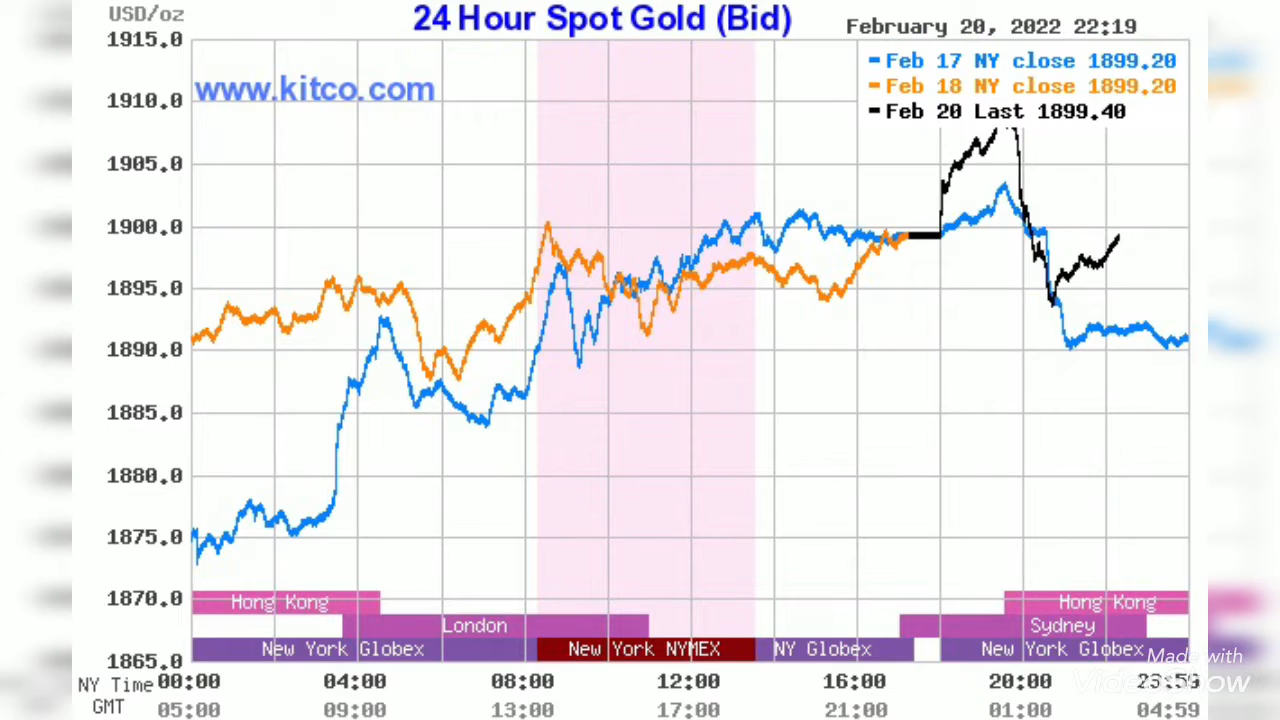 USD/oz
24 Hour Spot Gold (Bid)
February 20, 2022 22:19
1915.0
1910.0
1905.0
1900.0
1895.0
1890.0
1885.0
1880.0
1875.0
1870.0
1865.0
www.kitco.com
Feb 17 NY close 1899.20
Feb 18 NY close 1899.20
Feb 20 Last 1899.40
Hong Kong
Hong Kong
London
Sydney
New York Globex
New York NYMEX
NY Globex
New York Globex
Made with
VideoShow
NY Time 00:00 04:00 08:00 12:00 16:00 20:00 23:59
GMT 05:00 09:00 13:00 17:00 21:00 01:00 04:59